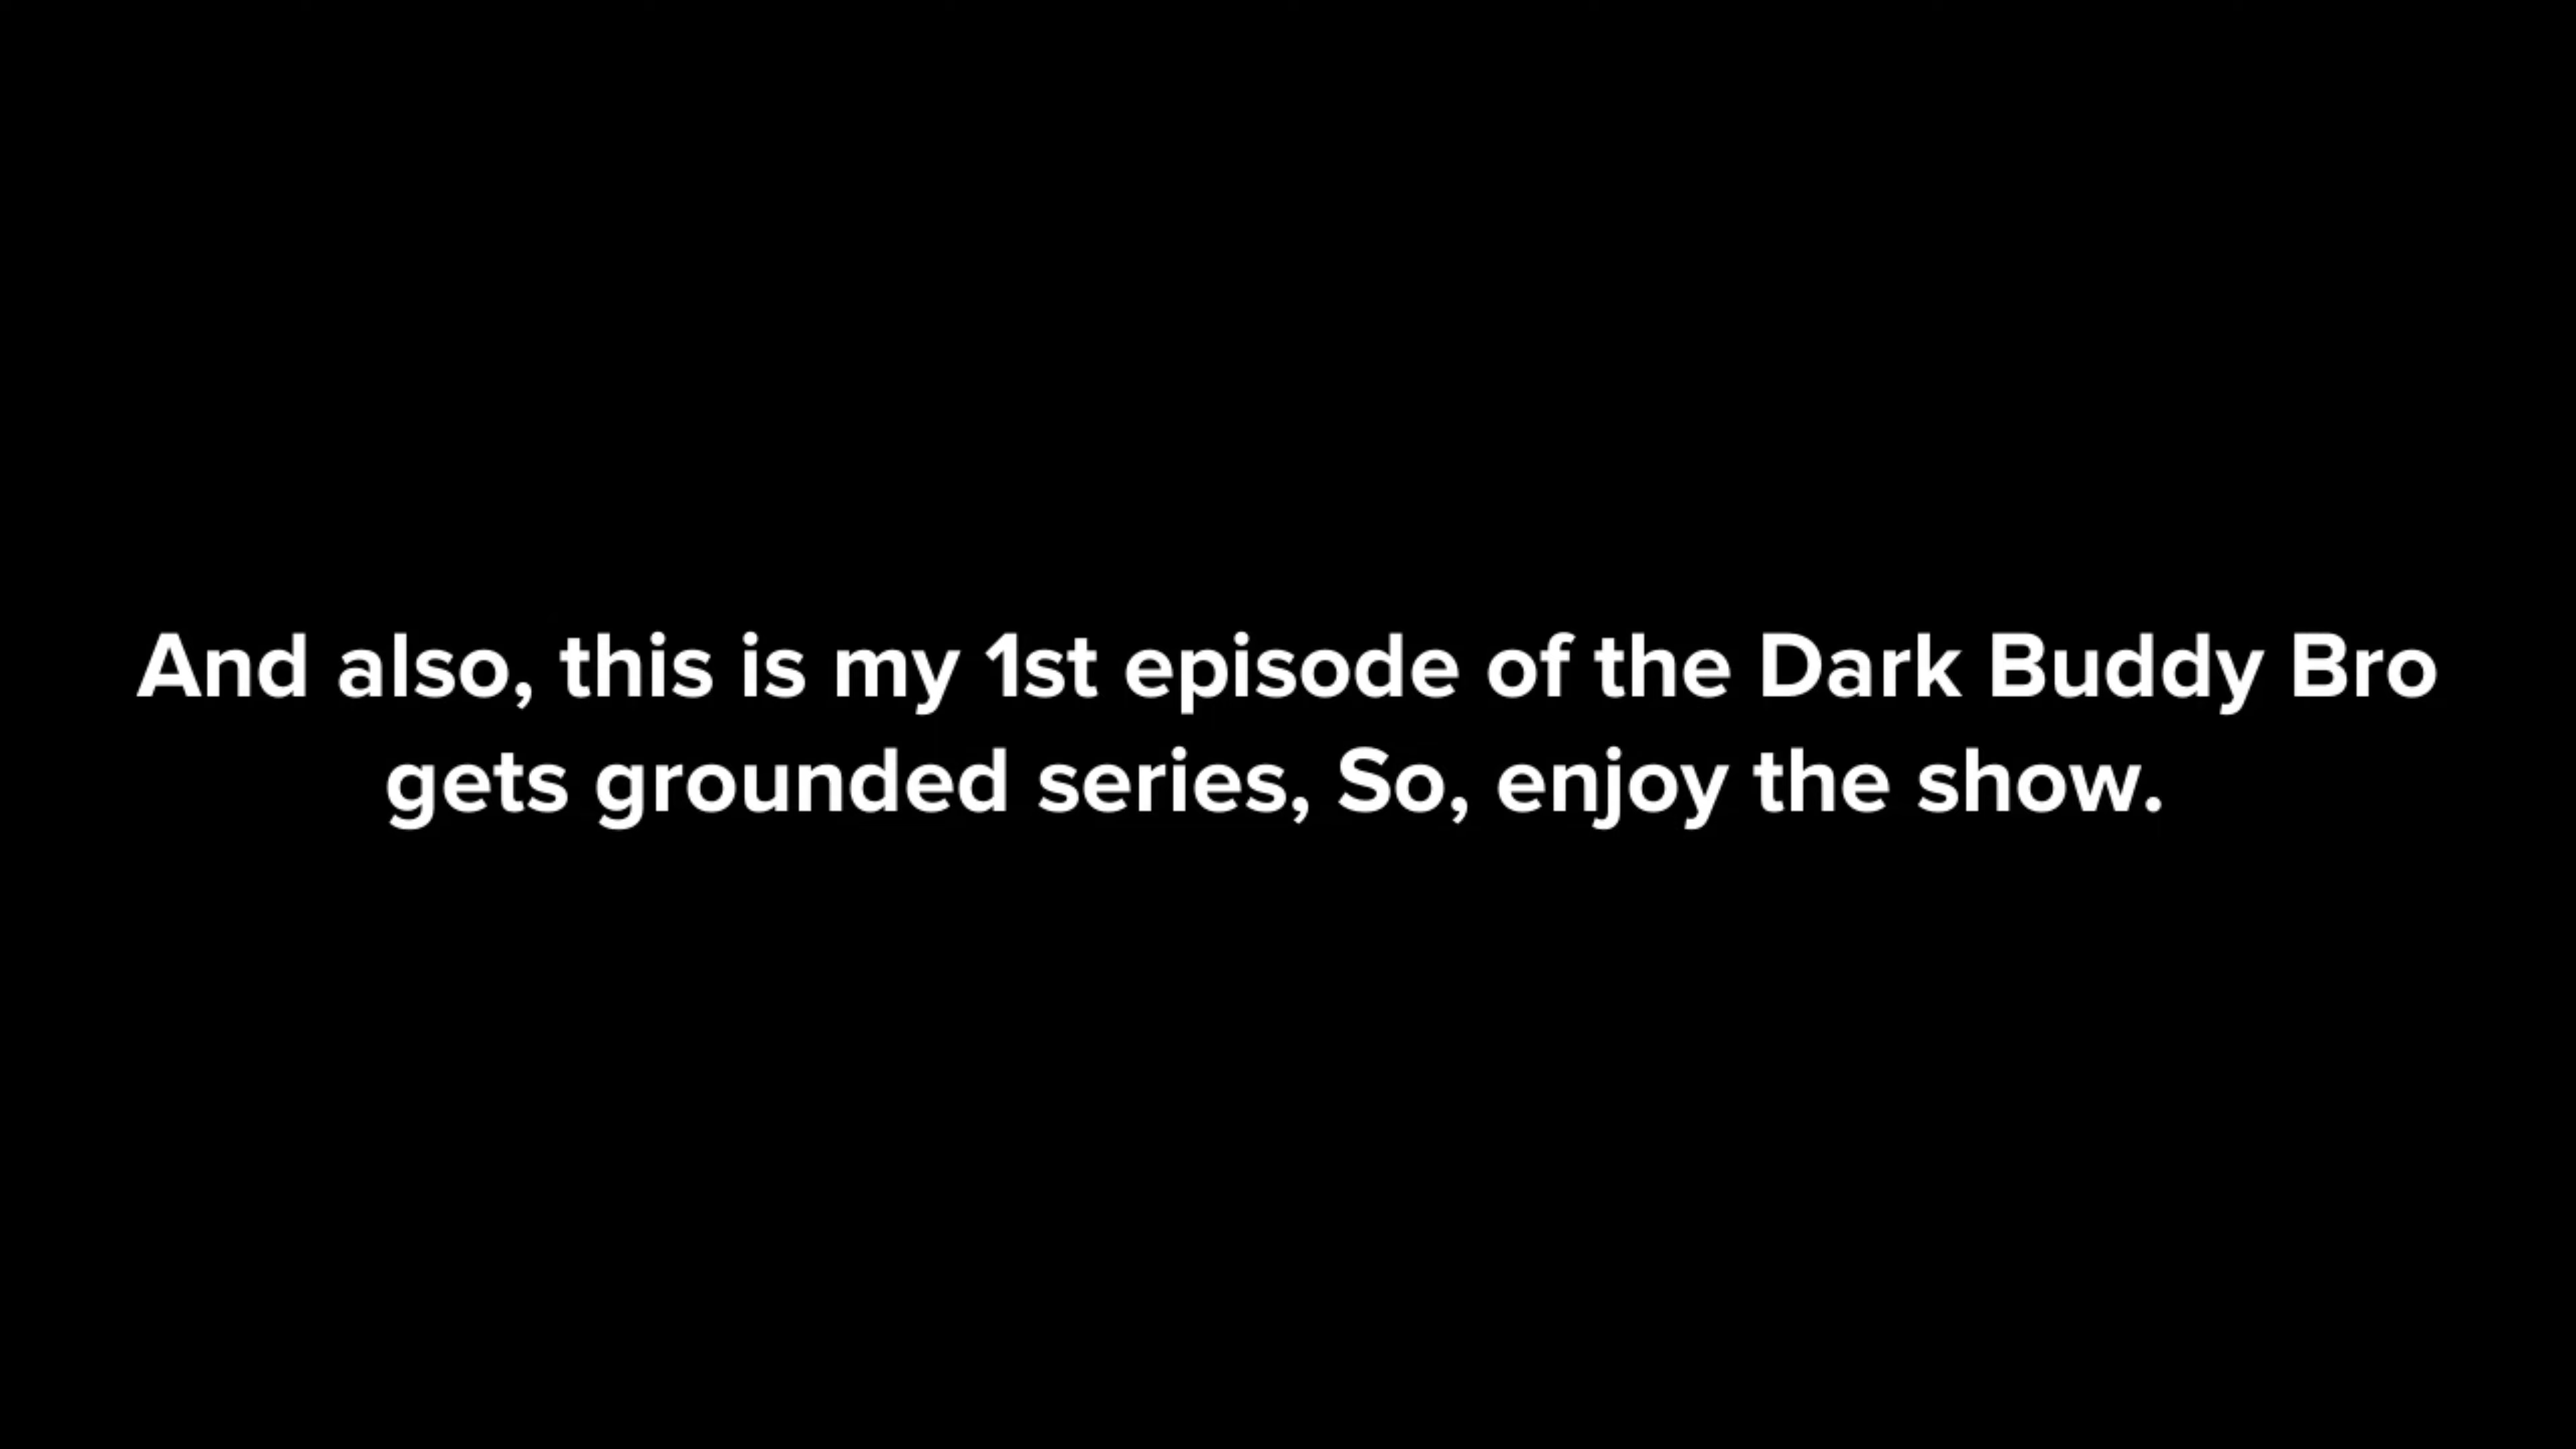 And also, this is my 1st episode of the Dark Buddy Bro
gets grounded series, So, enjoy the show.